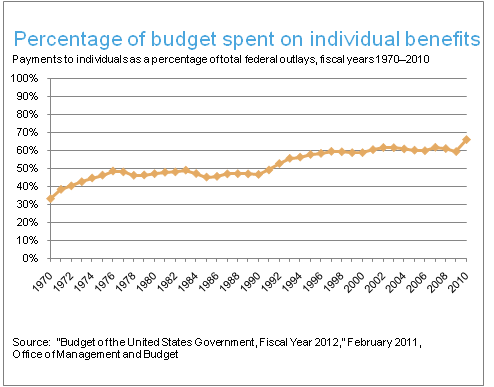 Percentage of budget spent on individual benefits
Payments to individuals as a percentage of total federal outlays, fiscal years 1970–2010
100%
90%
80%
70%
60%
50%
40%
30%
20%
10%
0%
1970 1972 1974 1976 1978 1980 1982 1984 1986 1988 1990 1992 1994 1996 1998 2000 2002 2004 2006 2008 2010
Source: "Budget of the United States Government, Fiscal Year 2012," February 2011,
Office of Management and Budget